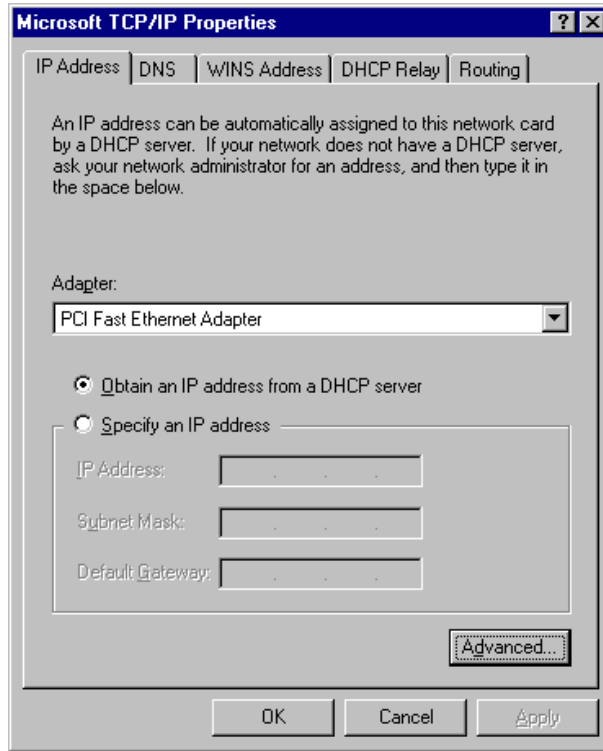 Microsoft TCP/IP Properties
IP Address DNS WINS Address DHCP Relay Routing
An IP address can be automatically assigned to this network card
by a DHCP server. If your network does not have a DHCP server,
ask your network administrator for an address, and then type it in
the space below.
Adapter:
PCI Fast Ethernet Adapter
Obtain an IP address from a DHCP server
Specify an IP address
IP Address:
Subnet Mask:
Default Gateway:
Advanced...
OK Cancel Apply